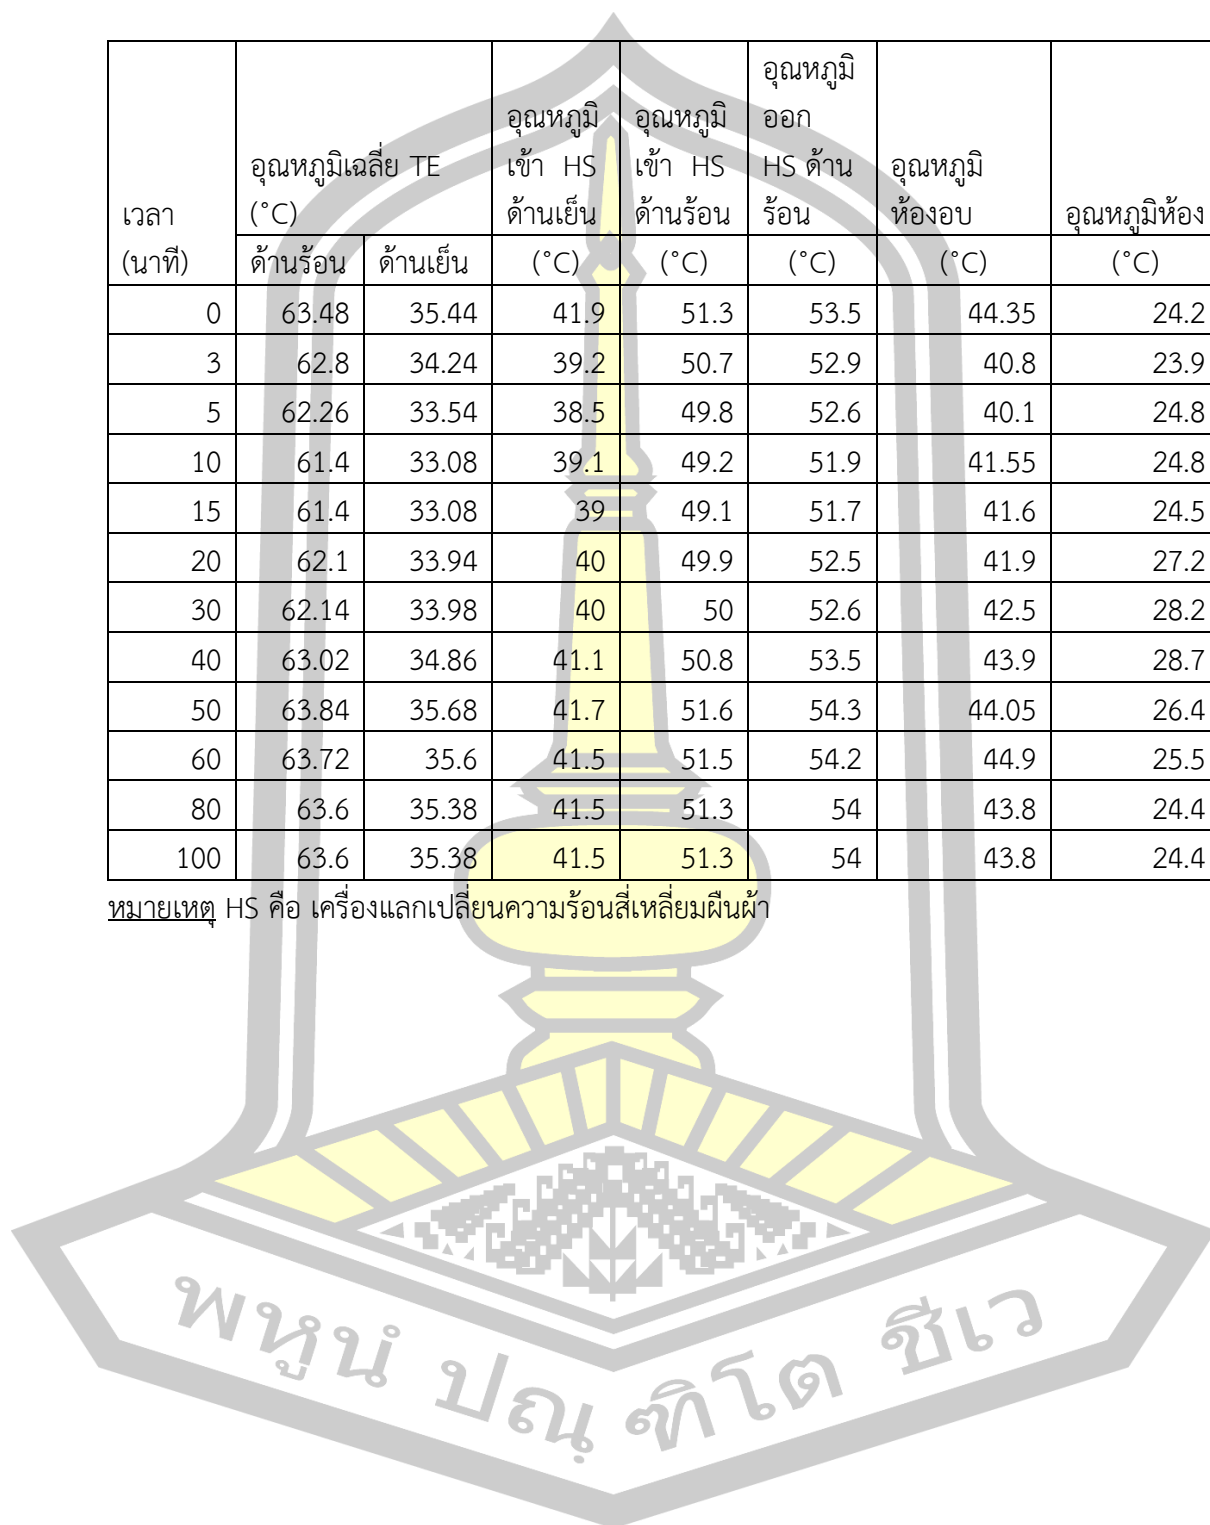 เวลา (นาที) | อุณหภูมิเฉลี่ย TE (°C) | อุณหภูมิ เข้า HS ด้านเย็น | อุณหภูมิ เข้า HS ด้านร้อน | อุณหภูมิ ออก HS ด้าน ร้อน | อุณหภูมิ ห้องอบ | อุณหภูมิห้อง
ด้านร้อน | ด้านเย็น | (°C) | (°C) | (°C) | (°C) | (°C)
0 | 63.48 | 35.44 | 41.9 | 51.3 | 53.5 | 44.35 | 24.2
3 | 62.8 | 34.24 | 39.2 | 50.7 | 52.9 | 40.8 | 23.9
5 | 62.26 | 33.54 | 38.5 | 49.8 | 52.6 | 40.1 | 24.8
10 | 61.4 | 33.08 | 39.1 | 49.2 | 51.9 | 41.55 | 24.8
15 | 61.4 | 33.08 | 39 | 49.1 | 51.7 | 41.6 | 24.5
20 | 62.1 | 33.94 | 40 | 49.9 | 52.5 | 41.9 | 27.2
30 | 62.14 | 33.98 | 40 | 50 | 52.6 | 42.5 | 28.2
40 | 63.02 | 34.86 | 41.1 | 50.8 | 53.5 | 43.9 | 28.7
50 | 63.84 | 35.68 | 41.7 | 51.6 | 54.3 | 44.05 | 26.4
60 | 63.72 | 35.6 | 41.5 | 51.5 | 54.2 | 44.9 | 25.5
80 | 63.6 | 35.38 | 41.5 | 51.3 | 54 | 43.8 | 24.4
100 | 63.6 | 35.38 | 41.5 | 51.3 | 54 | 43.8 | 24.4
หมายเหตุ HS คือ เครื่องแลกเปลี่ยนความร้อนสี่เหลี่ยมผืนผ้า
พหูนํ ปณฺฑิโต ชีเว